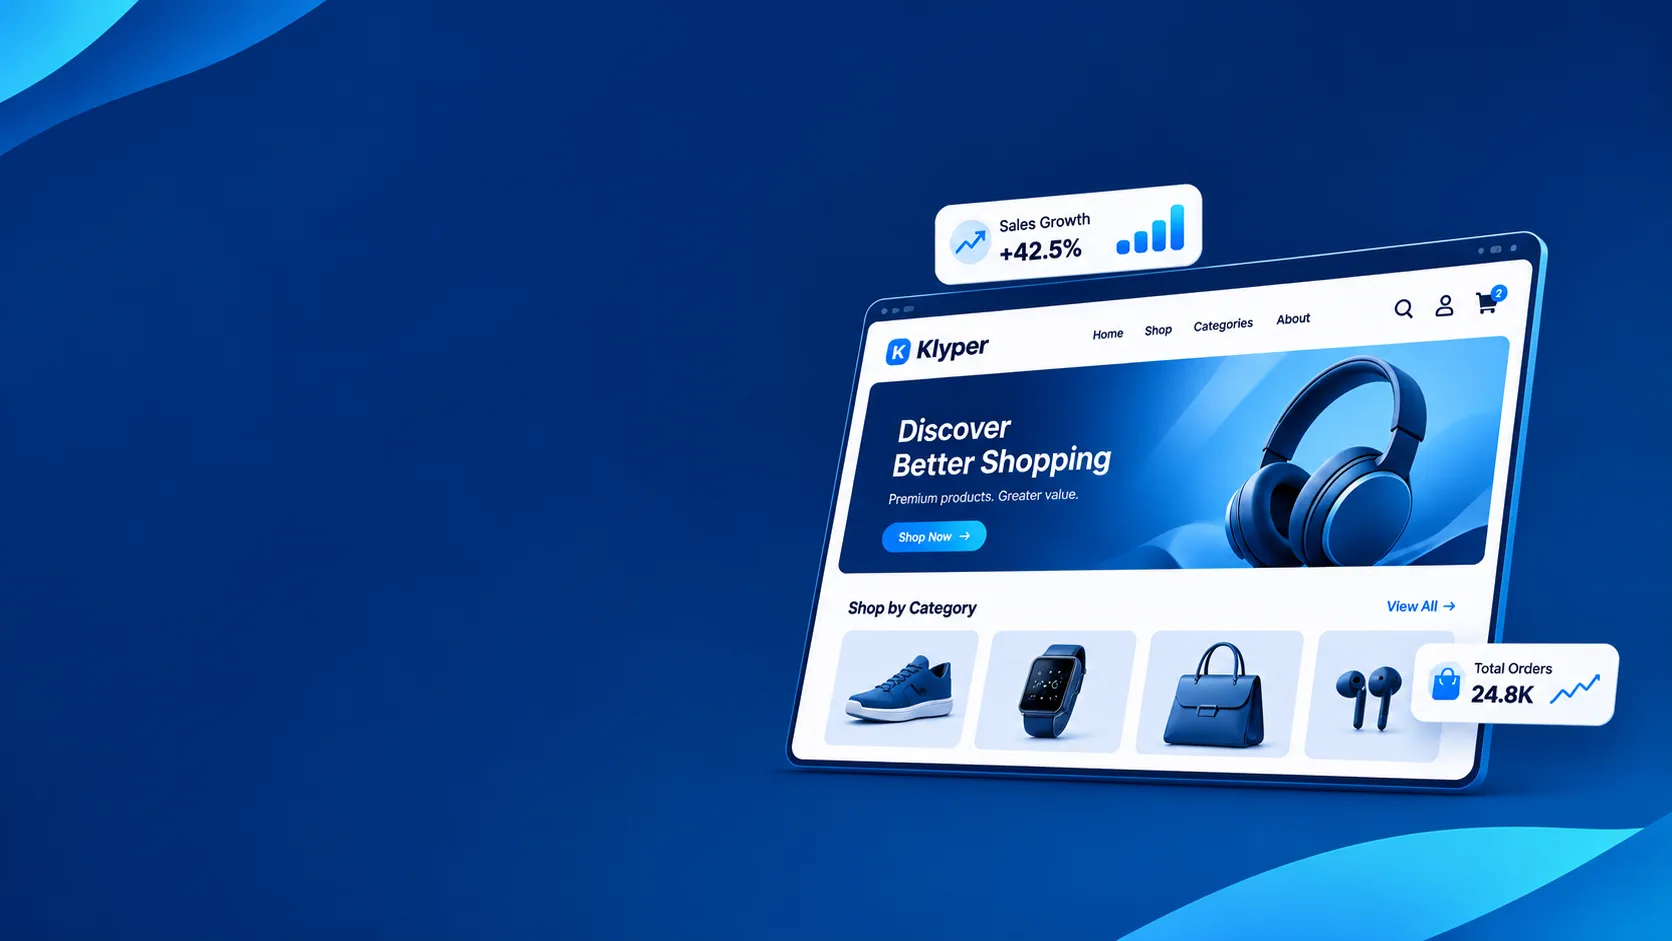 Sales Growth
+42.5%
K Klyper
Home Shop Categories About
2
Discover
Better Shopping
Premium products. Greater value.
Shop Now →
Shop by Category
View All →
Total Orders
24.8K